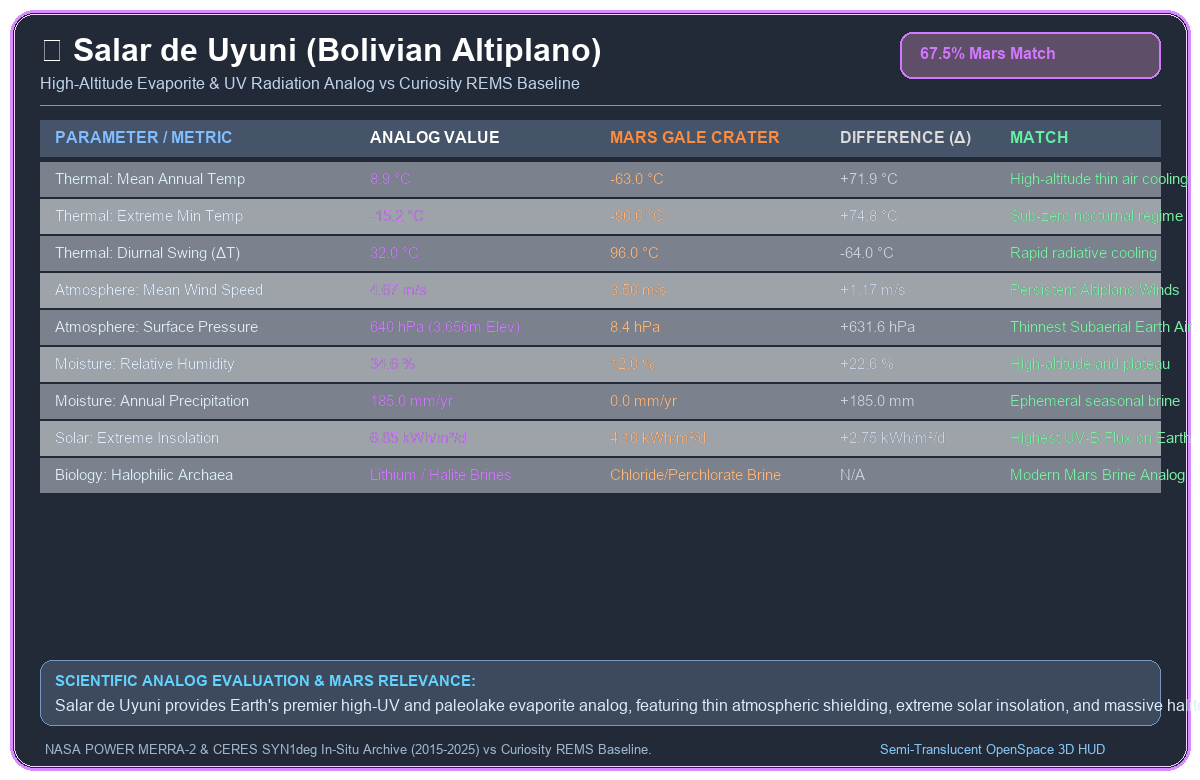 Salar de Uyuni (Bolivian Altiplano)
67.5% Mars Match
High-Altitude Evaporite & UV Radiation Analog vs Curiosity REMS Baseline
PARAMETER / METRIC ANALOG VALUE MARS GALE CRATER DIFFERENCE (Δ) MATCH
Thermal: Mean Annual Temp 8.9 °C -63.0 °C +71.9 °C High-altitude thin air cooling
Thermal: Extreme Min Temp -15.2 °C -90.0 °C +74.8 °C Sub-zero nocturnal regime
Thermal: Diurnal Swing (ΔT) 32.0 °C 96.0 °C -64.0 °C Rapid radiative cooling
Atmosphere: Mean Wind Speed 4.67 m/s 3.50 m/s +1.17 m/s Persistent Altiplano Winds
Atmosphere: Surface Pressure 640 hPa (3,656m Elev) 8.4 hPa +631.6 hPa Thinnest Subaerial Earth Air
Moisture: Relative Humidity 34.6 % 12.0 % +22.6 % High-altitude arid plateau
Moisture: Annual Precipitation 185.0 mm/yr 0.0 mm/yr +185.0 mm Ephemeral seasonal brine
Solar: Extreme Insolation 6.85 kWh/m²/d 4.10 kWh/m²/d +2.75 kWh/m²/d Highest UV-B Flux on Earth
Biology: Halophilic Archaea Lithium / Halite Brines Chloride/Perchlorate Brine N/A Modern Mars Brine Analog
SCIENTIFIC ANALOG EVALUATION & MARS RELEVANCE:
Salar de Uyuni provides Earth's premier high-UV and paleolake evaporite analog, featuring thin atmospheric shielding, extreme solar insolation, and massive
NASA POWER MERRA-2 & CERES SYN1deg In-Situ Archive (2015-2025) vs Curiosity REMS Baseline.
Semi-Translucent OpenSpace 3D HUD